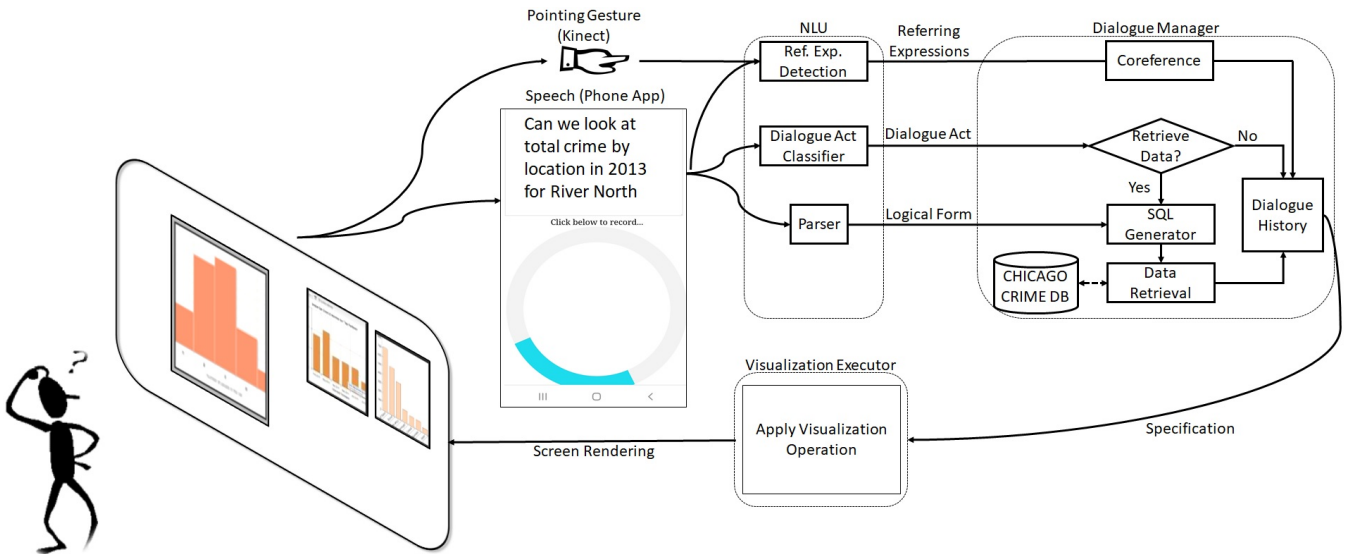 Pointing Gesture
(Kinect)
Speech (Phone App)
Can we look at
total crime by
location in 2013
for River North
Click below to record...
NLU
Ref. Exp.
Detection
Dialogue Act
Classifier
Parser
Referring
Expressions
Dialogue Act
Logical Form
Dialogue Manager
Coreference
Retrieve
Data?
No
Yes
SQL
Generator
Dialogue
History
CHICAGO
CRIME DB
Data
Retrieval
Visualization Executor
Apply Visualization
Operation
Specification
Screen Rendering
?